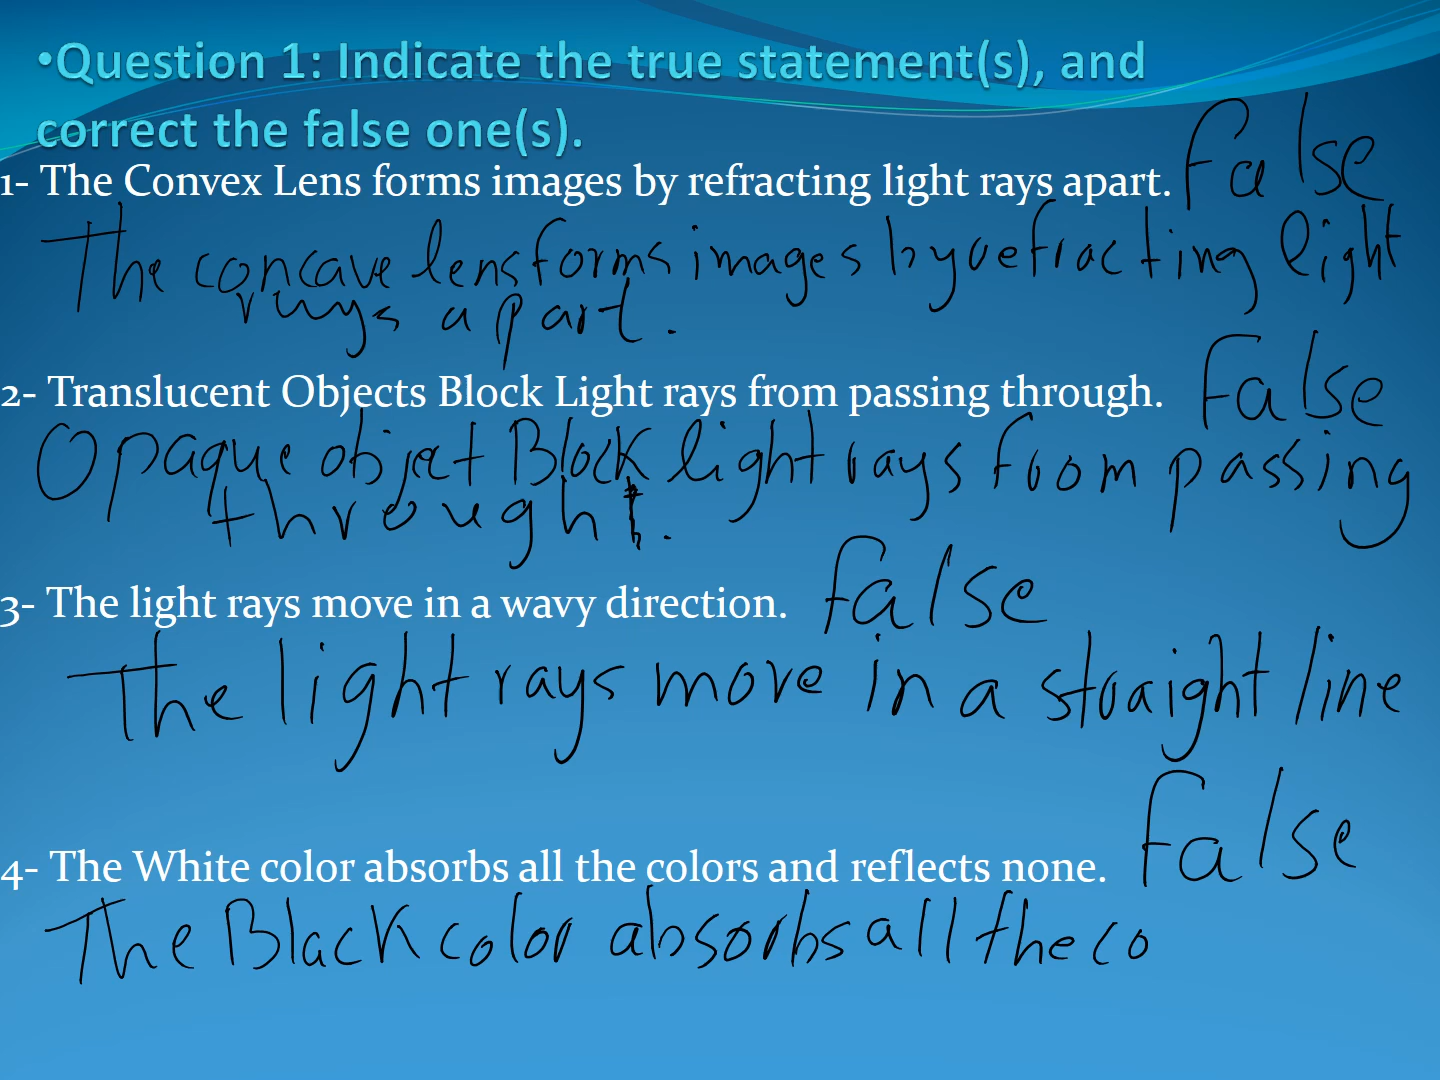 •Question 1: Indicate the true statement(s), and
correct the false one(s).
1- The Convex Lens forms images by refracting light rays apart. False
The concave lens forms images by refracting light
rays apart.
2- Translucent Objects Block Light rays from passing through. False
Opaque object Block light rays from passing
through.
3- The light rays move in a wavy direction. False
The light rays move in a straight line
4- The White color absorbs all the colors and reflects none. False
The Black color absorbs all the co